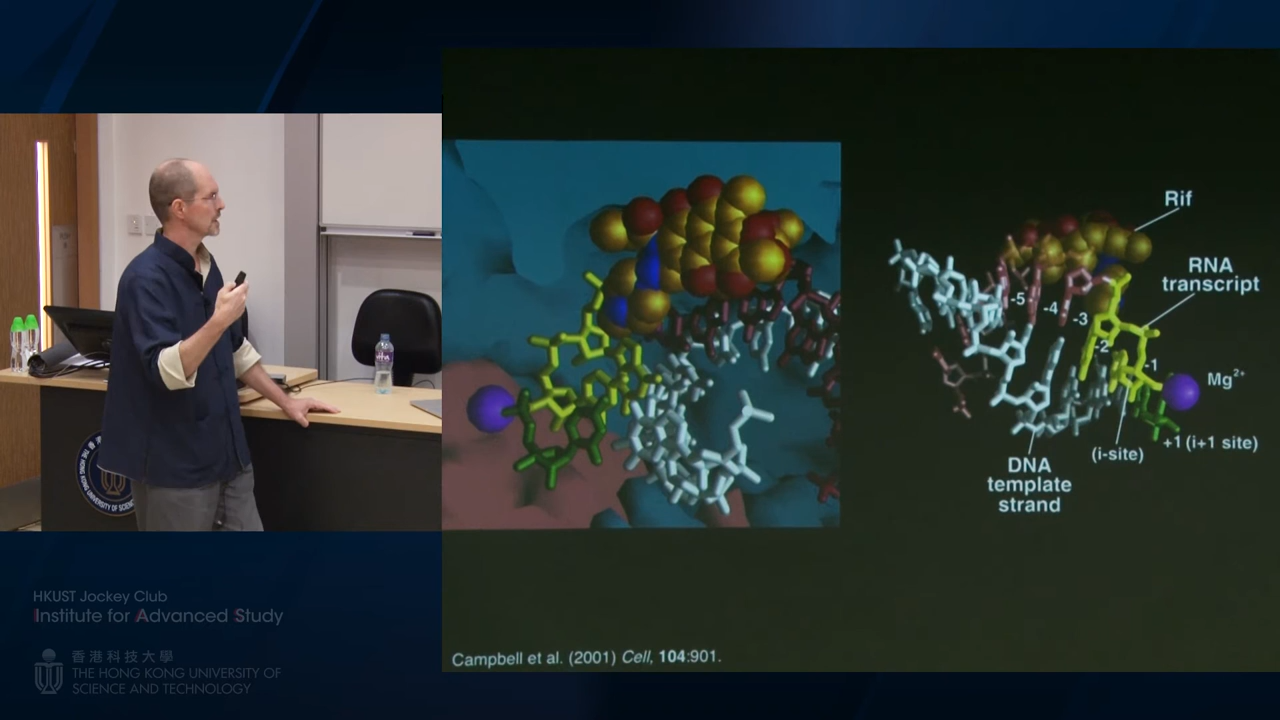 Rif
RNA
transcript
-5
-4
-3
-2
-1
Mg²⁺
+1 (i+1 site)
(i-site)
DNA
template
strand
Campbell et al. (2001) Cell, 104:901.
HKUST Jockey Club
Institute for Advanced Study
香港科技大學
THE HONG KONG UNIVERSITY OF
SCIENCE AND TECHNOLOGY